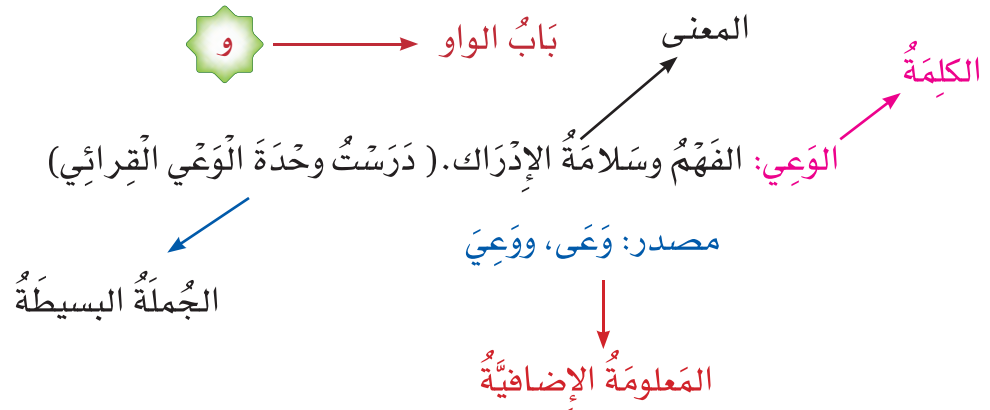 المعنى
و بَابُ الواو
الكلِمَةُ
الوَعِي: الفَهْمُ وسَلامَةُ الإِدْرَاك. ( دَرَسْتُ وحْدَةَ الْوَعْي الْقِرائِي)
مصدر: وَعَى، ووَعِيَ
الجُملَةُ البسيطَةُ
المَعلومَةُ الإِضافيَّةُ